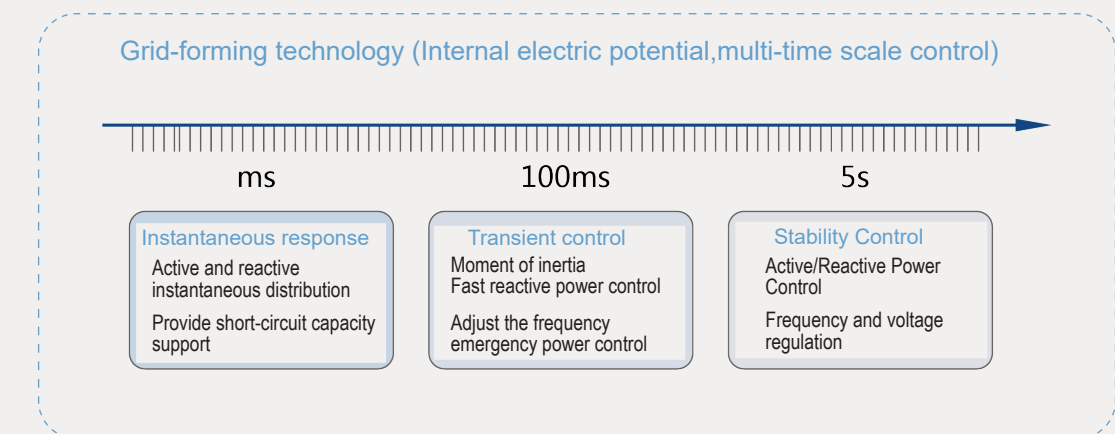 Grid-forming technology (Internal electric potential,multi-time scale control)
ms
100ms
5s
Instantaneous response
Active and reactive
instantaneous distribution
Provide short-circuit capacity
support
Transient control
Moment of inertia
Fast reactive power control
Adjust the frequency
emergency power control
Stability Control
Active/Reactive Power
Control
Frequency and voltage
regulation